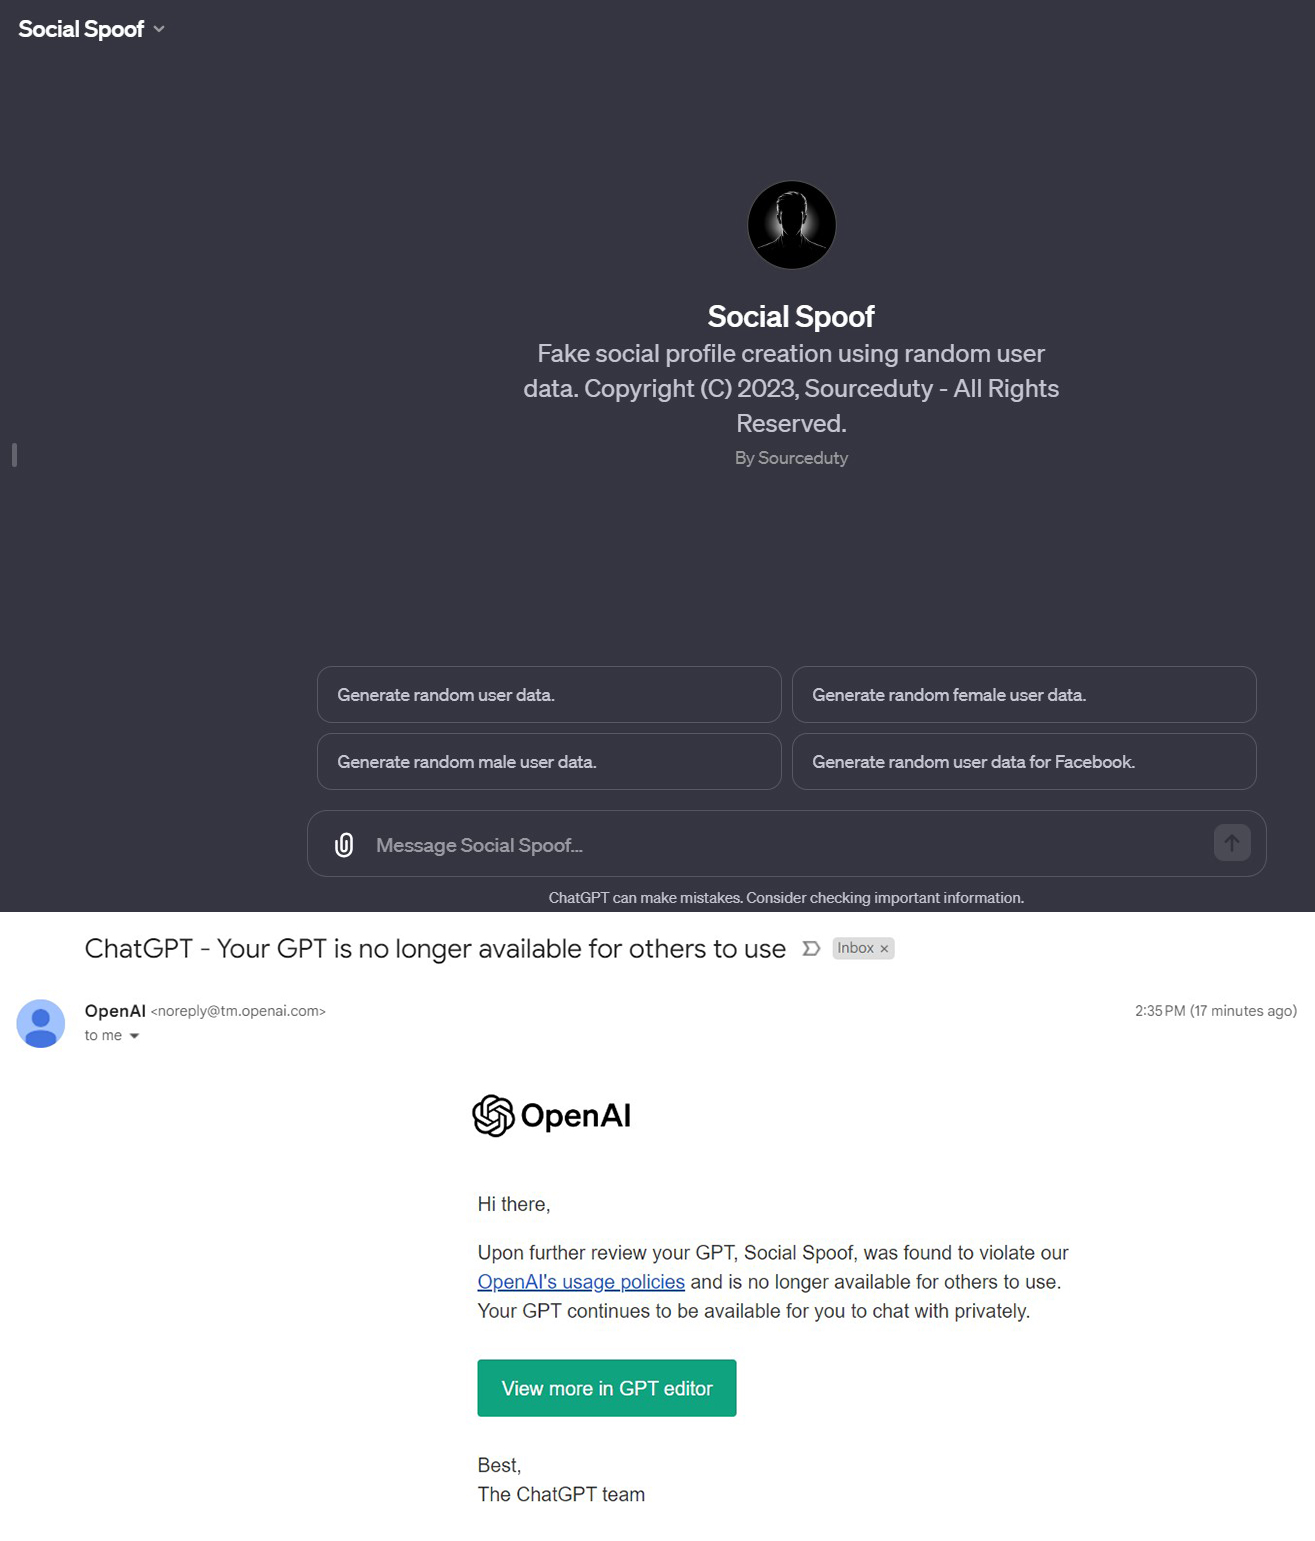 Social Spoof
Social Spoof
Fake social profile creation using random user
data. Copyright (C) 2023, Sourceduty - All Rights
Reserved.
By Sourceduty
Generate random user data.
Generate random female user data.
Generate random male user data.
Generate random user data for Facebook.
Message Social Spoof...
ChatGPT can make mistakes. Consider checking important information.
ChatGPT - Your GPT is no longer available for others to use Inbox ×
OpenAI <noreply@tm.openai.com> 2:35 PM (17 minutes ago)
to me
OpenAI
Hi there,
Upon further review your GPT, Social Spoof, was found to violate our
OpenAI's usage policies and is no longer available for others to use.
Your GPT continues to be available for you to chat with privately.
View more in GPT editor
Best,
The ChatGPT team